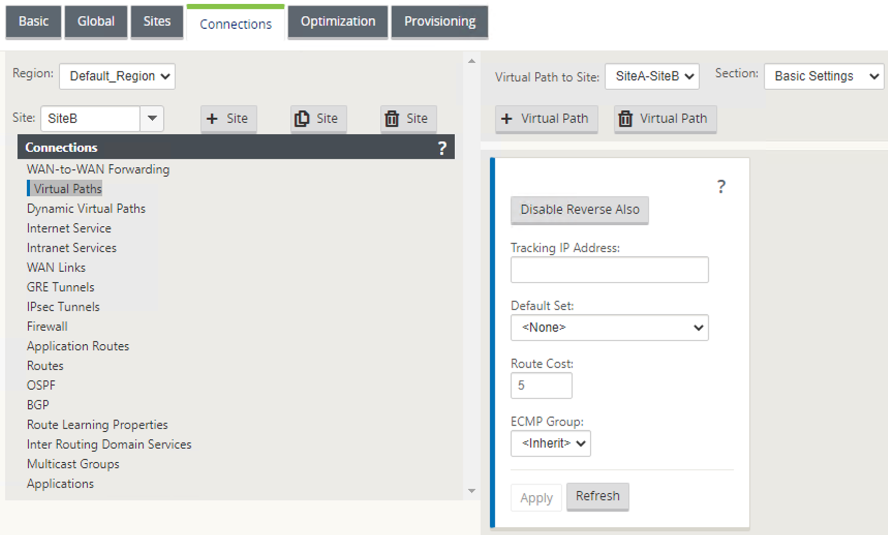 Basic Global Sites Connections Optimization Provisioning
Region: Default_Region
Site: SiteB + Site Site Site
Connections ?
WAN-to-WAN Forwarding
Virtual Paths
Dynamic Virtual Paths
Internet Service
Intranet Services
WAN Links
GRE Tunnels
IPsec Tunnels
Firewall
Application Routes
Routes
OSPF
BGP
Route Learning Properties
Inter Routing Domain Services
Multicast Groups
Applications
Virtual Path to Site: SiteA-SiteB Section: Basic Settings
+ Virtual Path Virtual Path
?
Disable Reverse Also
Tracking IP Address:
Default Set:
<None>
Route Cost:
5
ECMP Group:
<Inherit>
Apply Refresh